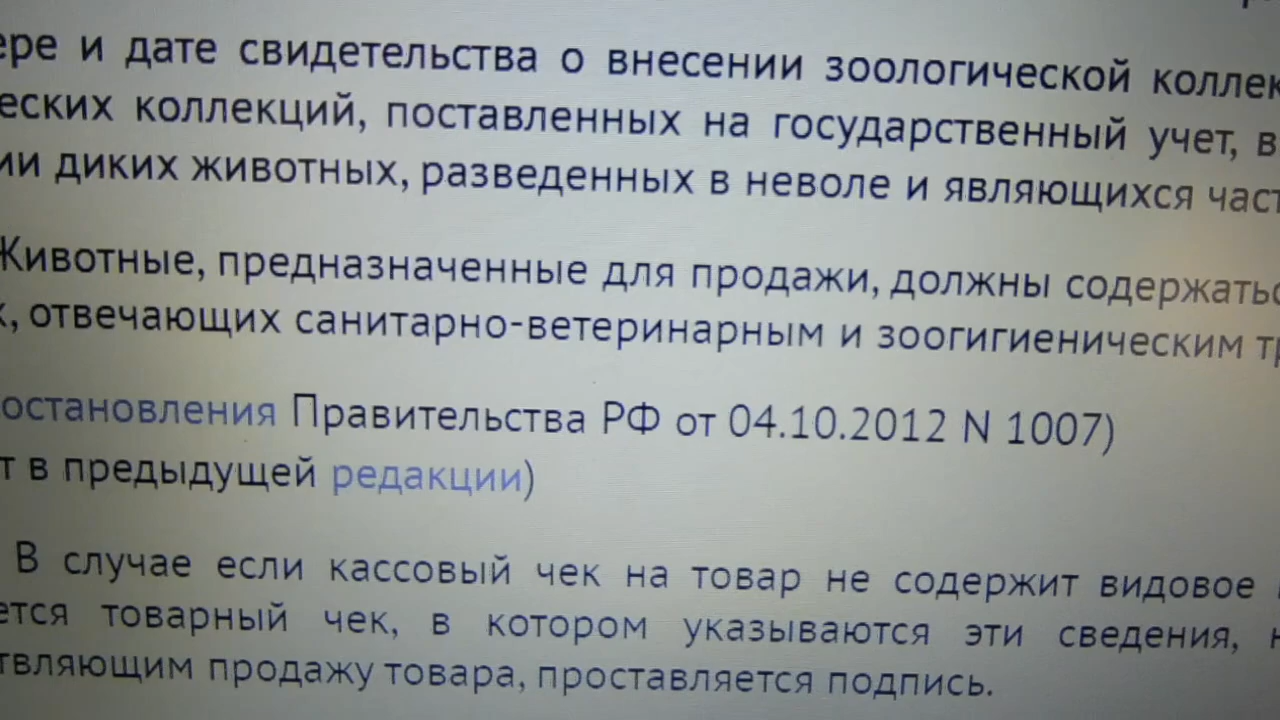 ере и дате свидетельства о внесении зоологической коллек
еских коллекций, поставленных на государственный учет, в
ии диких животных, разведенных в неволе и являющихся част
Животные, предназначенные для продажи, должны содержатьс
х, отвечающих санитарно-ветеринарным и зоогигиеническим тр
остановления Правительства РФ от 04.10.2012 N 1007)
т в предыдущей редакции)
В случае если кассовый чек на товар не содержит видовое
ется товарный чек, в котором указываются эти сведения, н
твляющим продажу товара, проставляется подпись.